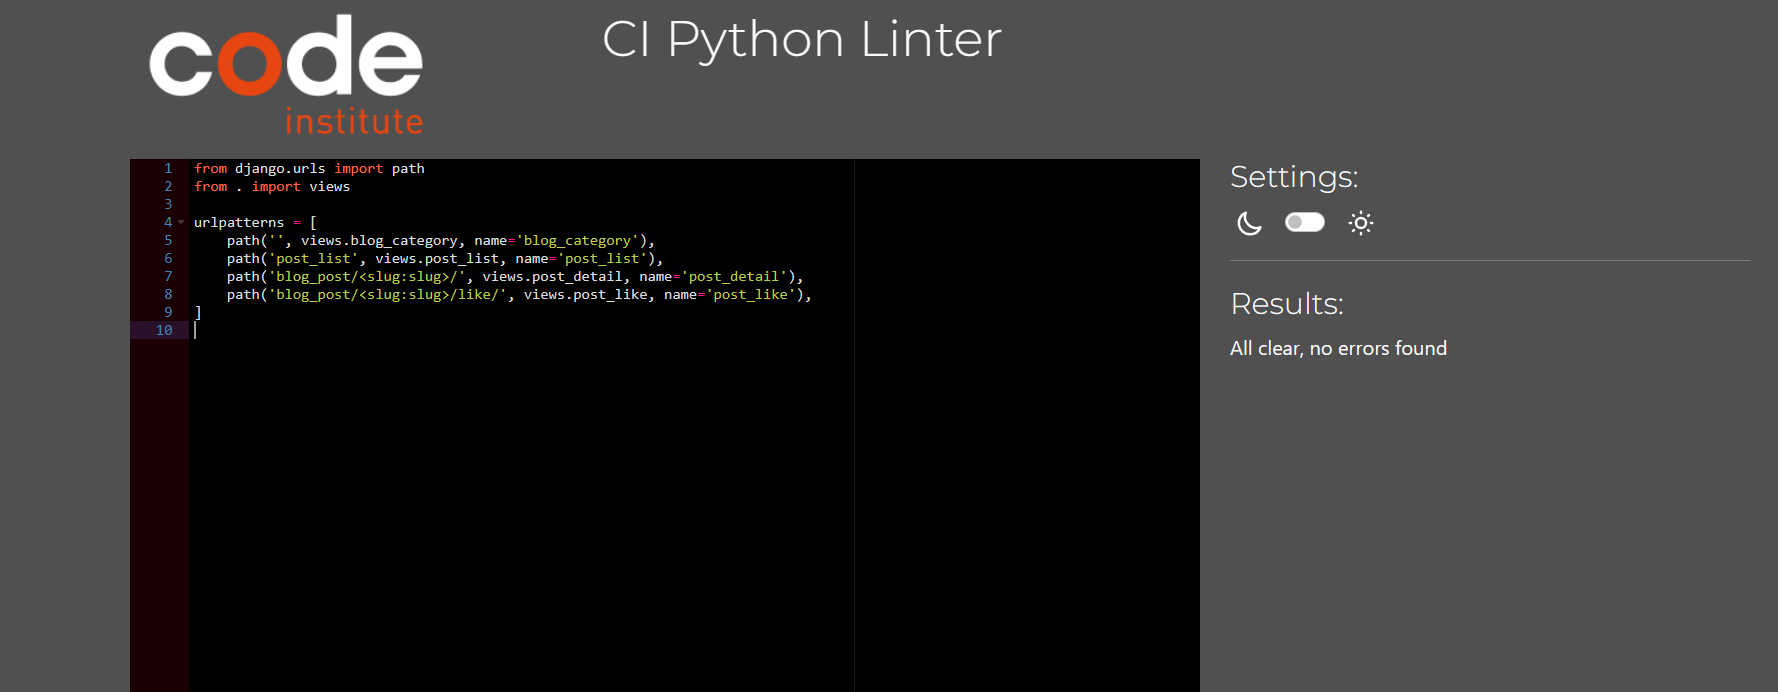 code
institute
CI Python Linter
1 from django.urls import path
2 from . import views
3
4 urlpatterns = [
5     path('', views.blog_category, name='blog_category'),
6     path('post_list', views.post_list, name='post_list'),
7     path('blog_post/<slug:slug>/', views.post_detail, name='post_detail'),
8     path('blog_post/<slug:slug>/like/', views.post_like, name='post_like'),
9 ]
10
Settings:
Results:
All clear, no errors found